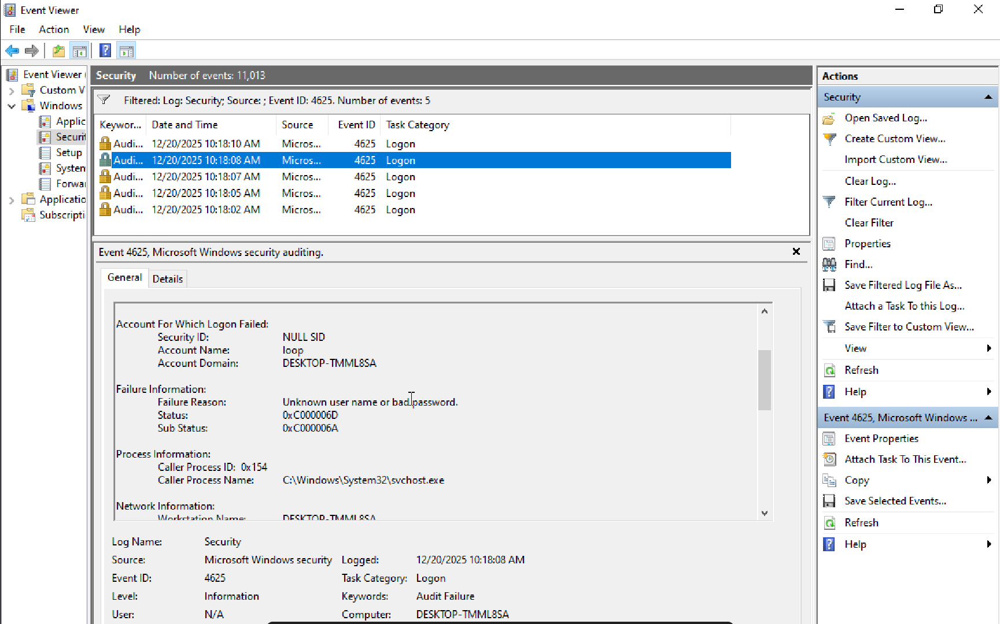 Event Viewer
File Action View Help
Event Viewer (
Custom V
Windows
Applic
Securit
Setup
System
Forwar
Applicatio
Subscripti
Security Number of events: 11,013
Filtered: Log: Security; Source: ; Event ID: 4625. Number of events: 5
Keywor... Date and Time Source Event ID Task Category
Audi... 12/20/2025 10:18:10 AM Micros... 4625 Logon
Audi... 12/20/2025 10:18:08 AM Micros... 4625 Logon
Audi... 12/20/2025 10:18:07 AM Micros... 4625 Logon
Audi... 12/20/2025 10:18:05 AM Micros... 4625 Logon
Audi... 12/20/2025 10:18:02 AM Micros... 4625 Logon
Event 4625, Microsoft Windows security auditing.
General Details
Account For Which Logon Failed:
Security ID: NULL SID
Account Name: loop
Account Domain: DESKTOP-TMML8SA
Failure Information:
Failure Reason: Unknown user name or bad password.
Status: 0xC000006D
Sub Status: 0xC000006A
Process Information:
Caller Process ID: 0x154
Caller Process Name: C:\Windows\System32\svchost.exe
Network Information:
Workstation Name: DESKTOP-TMML8SA
Log Name: Security
Source: Microsoft Windows security Logged: 12/20/2025 10:18:08 AM
Event ID: 4625 Task Category: Logon
Level: Information Keywords: Audit Failure
User: N/A Computer: DESKTOP-TMML8SA
Actions
Security
Open Saved Log...
Create Custom View...
Import Custom View...
Clear Log...
Filter Current Log...
Clear Filter
Properties
Find...
Save Filtered Log File As...
Attach a Task To this Log...
Save Filter to Custom View...
View
Refresh
Help
Event 4625, Microsoft Windows ...
Event Properties
Attach Task To This Event...
Copy
Save Selected Events...
Refresh
Help